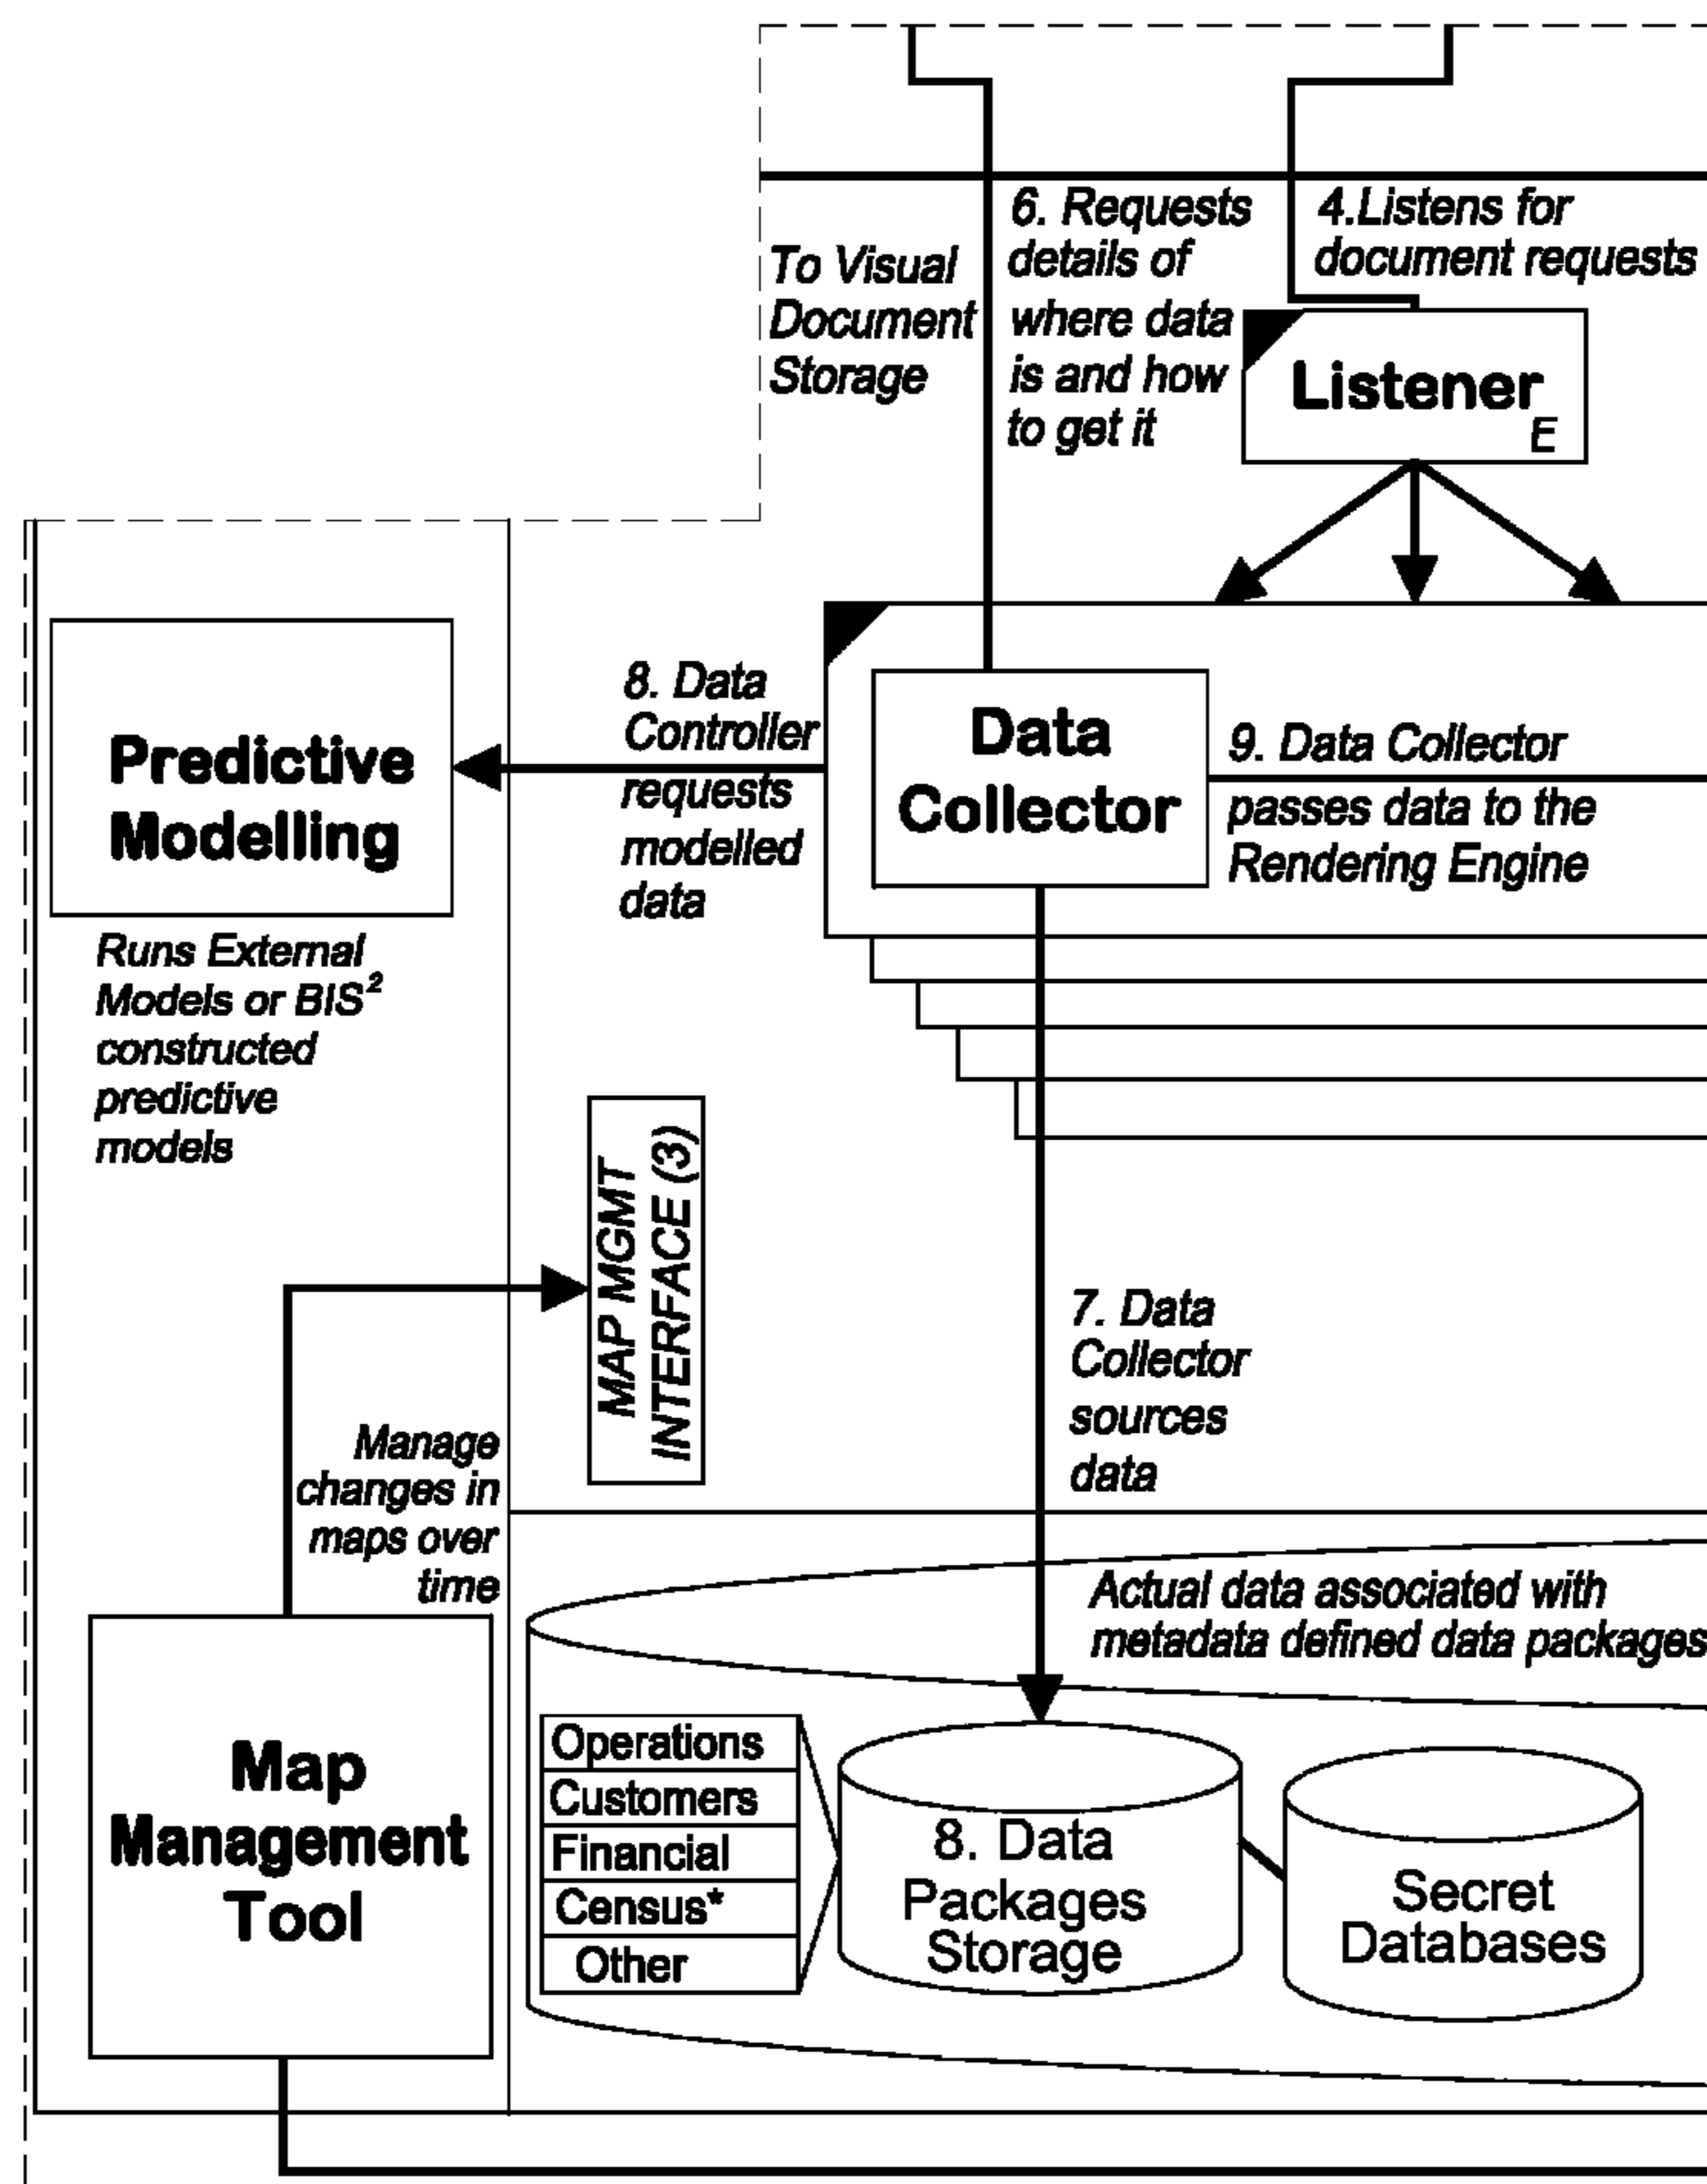 To Visual
Document
Storage
6. Requests
details of
where data
is and how
to get it
4.Listens for
document requests
Listener
E
Predictive
Modelling
Runs External
Models or BIS²
constructed
predictive
models
8. Data
Controller
requests
modelled
data
Data
Collector
9. Data Collector
passes data to the
Rendering Engine
MAP MGMT
INTERFACE (3)
7. Data
Collector
sources
data
Manage
changes in
maps over
time
Map
Management
Tool
Actual data associated with
metadata defined data packages
Operations
Customers
Financial
Census*
Other
8. Data
Packages
Storage
Secret
Databases